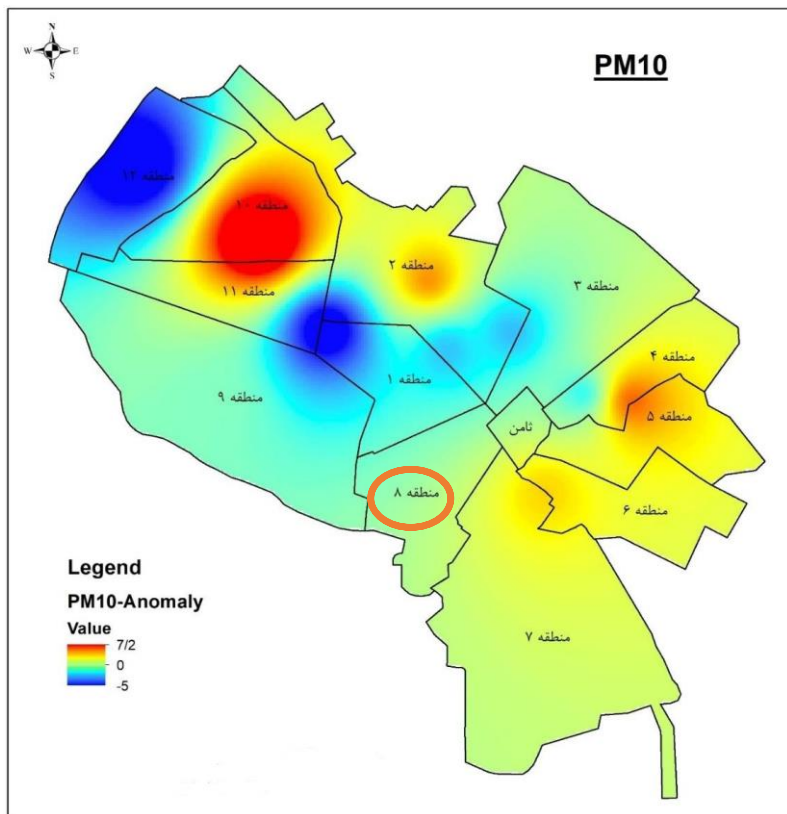 N
W E
S
PM10
منطقه ۱۲
منطقه ۱۰
منطقه ۲
منطقه ۳
منطقه ۱۱
منطقه ۴
منطقه ۱
منطقه ۹
منطقه ۵
ثامن
منطقه ۸
منطقه ۶
Legend
PM10-Anomaly
Value
7/2
0
-5
منطقه ۷